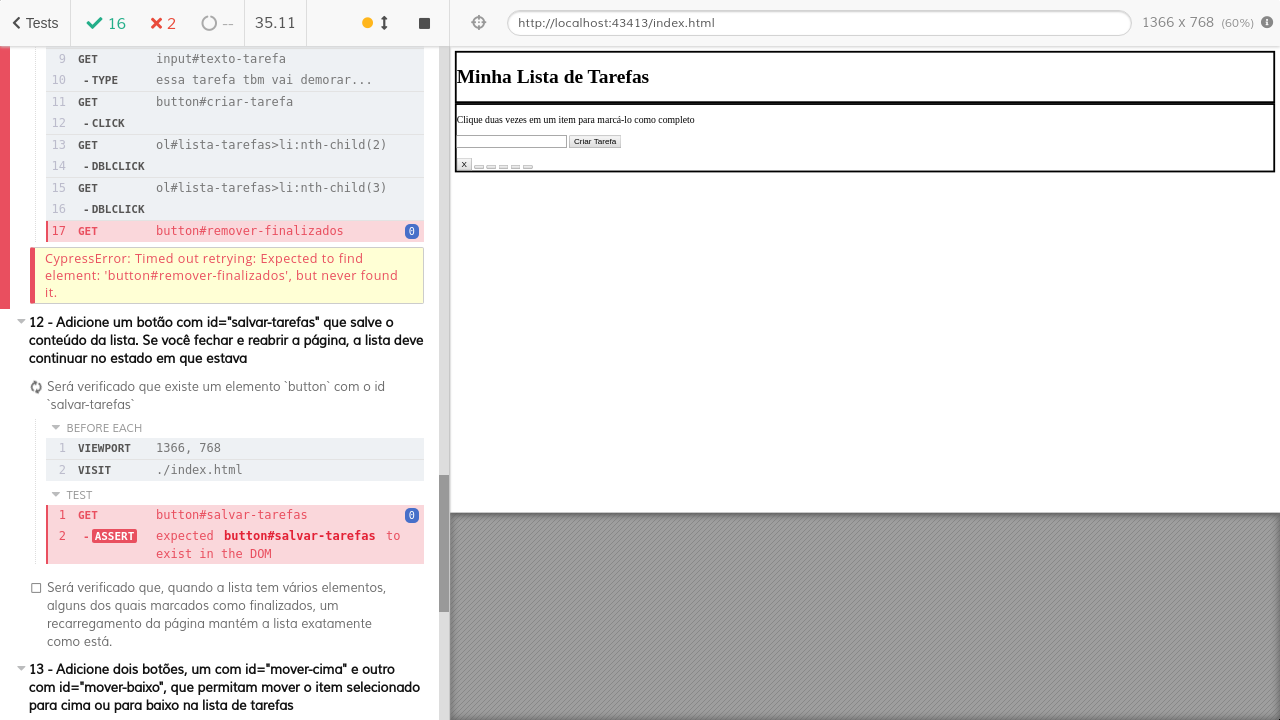 Tests
16
2
--
35.11
http://localhost:43413/index.html
1366 x 768 (60%)
9 GET input#texto-tarefa
10 - TYPE essa tarefa tbm vai demorar...
11 GET button#criar-tarefa
12 - CLICK
13 GET ol#lista-tarefas>li:nth-child(2)
14 - DBLCLICK
15 GET ol#lista-tarefas>li:nth-child(3)
16 - DBLCLICK
17 GET button#remover-finalizados 0
CypressError: Timed out retrying: Expected to find
element: 'button#remover-finalizados', but never found
it.
12 - Adicione um botão com id="salvar-tarefas" que salve o
conteúdo da lista. Se você fechar e reabrir a página, a lista deve
continuar no estado em que estava
Será verificado que existe um elemento `button` com o id
`salvar-tarefas`
BEFORE EACH
1 VIEWPORT 1366, 768
2 VISIT ./index.html
TEST
1 GET button#salvar-tarefas 0
2 - ASSERT expected button#salvar-tarefas to
exist in the DOM
Será verificado que, quando a lista tem vários elementos,
alguns dos quais marcados como finalizados, um
recarregamento da página mantém a lista exatamente
como está.
13 - Adicione dois botões, um com id="mover-cima" e outro
com id="mover-baixo", que permitam mover o item selecionado
para cima ou para baixo na lista de tarefas
Minha Lista de Tarefas
Clique duas vezes em um item para marcá-lo como completo
Criar Tarefa
X